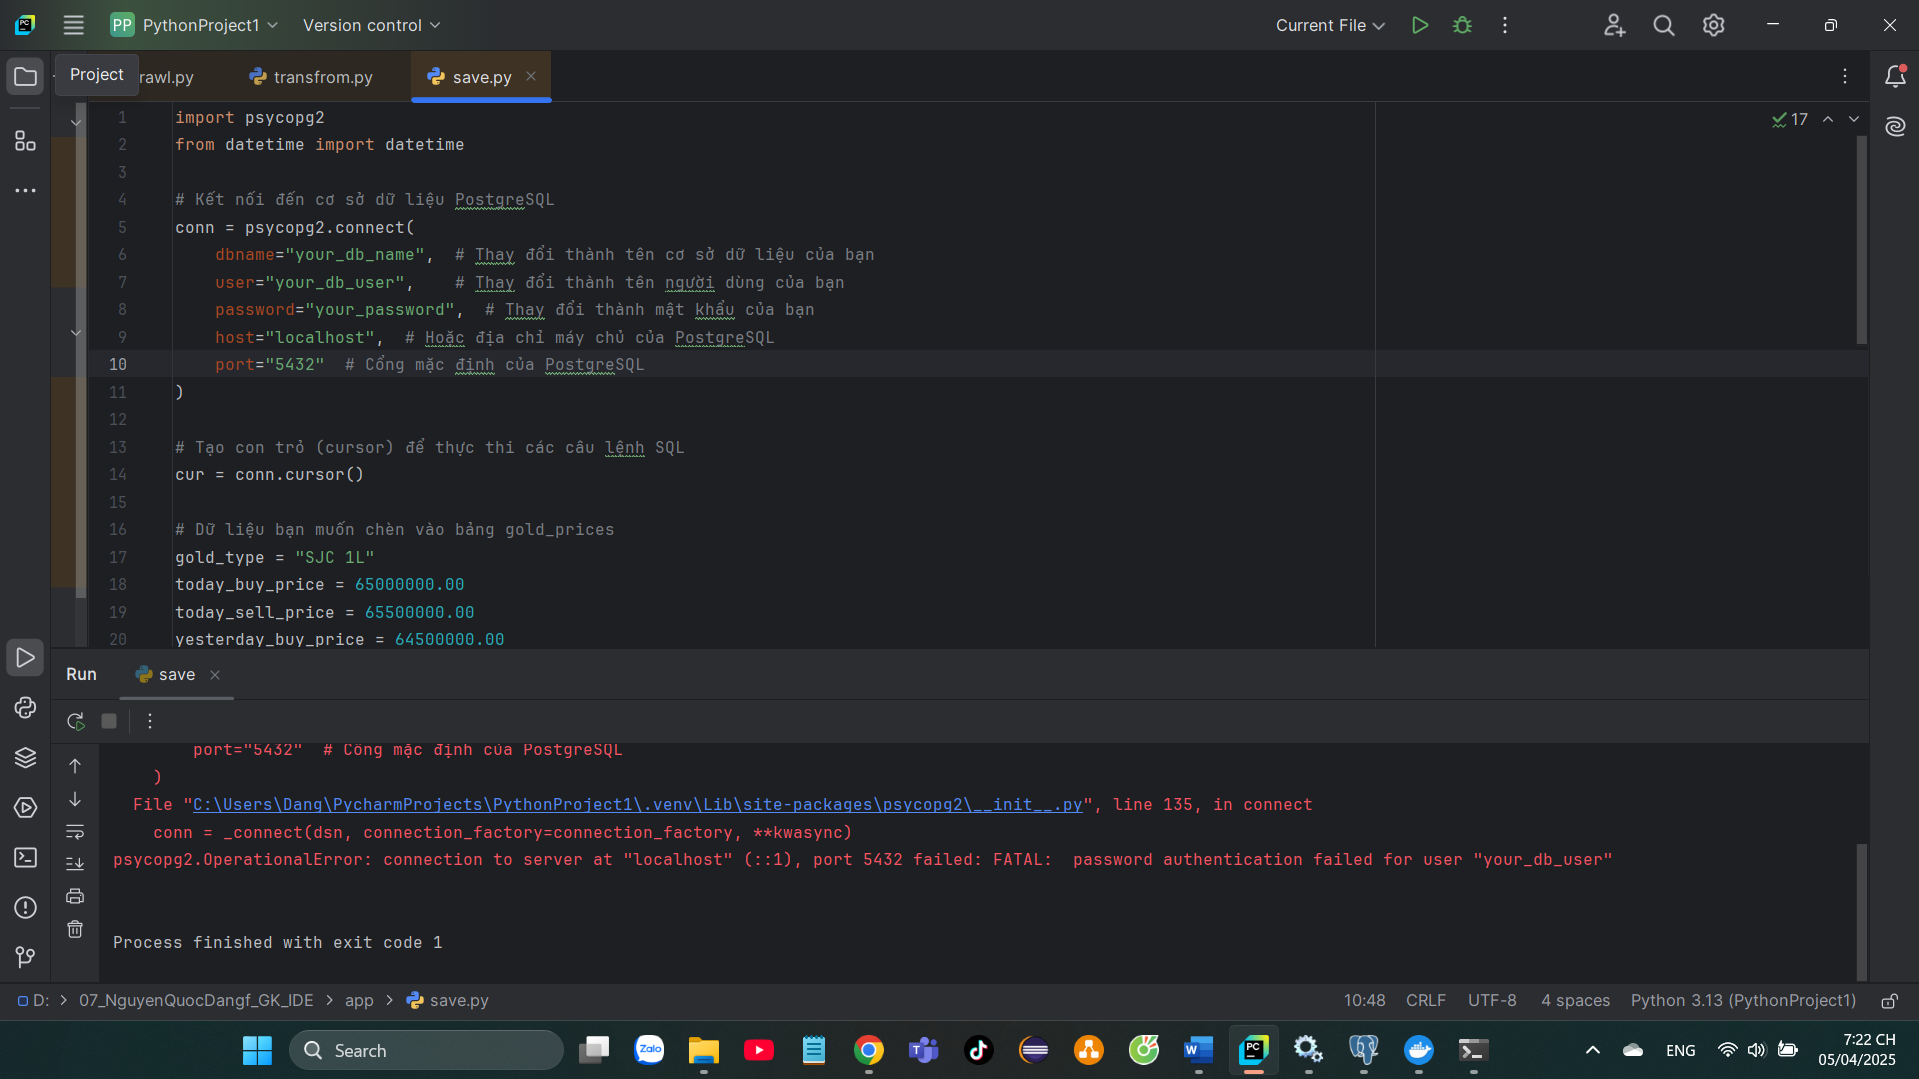 PC
PP PythonProject1 Version control Current File
Project
rawl.py transfrom.py save.py
17
1 import psycopg2
2 from datetime import datetime
3
4 # Kết nối đến cơ sở dữ liệu PostgreSQL
5 conn = psycopg2.connect(
6 dbname="your_db_name", # Thay đổi thành tên cơ sở dữ liệu của bạn
7 user="your_db_user", # Thay đổi thành tên người dùng của bạn
8 password="your_password", # Thay đổi thành mật khẩu của bạn
9 host="localhost", # Hoặc địa chỉ máy chủ của PostgreSQL
10 port="5432" # Cổng mặc định của PostgreSQL
11 )
12
13 # Tạo con trỏ (cursor) để thực thi các câu lệnh SQL
14 cur = conn.cursor()
15
16 # Dữ liệu bạn muốn chèn vào bảng gold_prices
17 gold_type = "SJC 1L"
18 today_buy_price = 65000000.00
19 today_sell_price = 65500000.00
20 yesterday_buy_price = 64500000.00
Run save
port="5432" # Cổng mặc định của PostgreSQL
)
File "C:\Users\Dang\PycharmProjects\PythonProject1\.venv\Lib\site-packages\psycopg2\__init__.py", line 135, in connect
conn = _connect(dsn, connection_factory=connection_factory, **kwasync)
psycopg2.OperationalError: connection to server at "localhost" (::1), port 5432 failed: FATAL:  password authentication failed for user "your_db_user"
Process finished with exit code 1
D: > 07_NguyenQuocDangf_GK_IDE > app > save.py 10:48 CRLF UTF-8 4 spaces Python 3.13 (PythonProject1)
Search Zalo W PC ENG 7:22 CH
05/04/2025